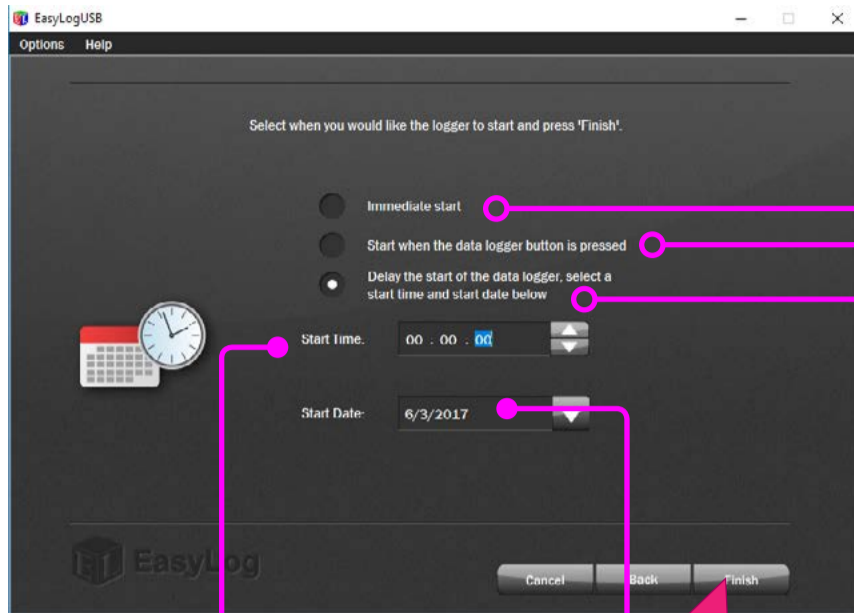 EasyLogUSB
Options Help
Select when you would like the logger to start and press 'Finish'.
Immediate start
Start when the data logger button is pressed
Delay the start of the data logger, select a
start time and start date below
Start Time:
00 : 00 : 00
Start Date:
6/3/2017
EasyLog
Cancel Back Finish